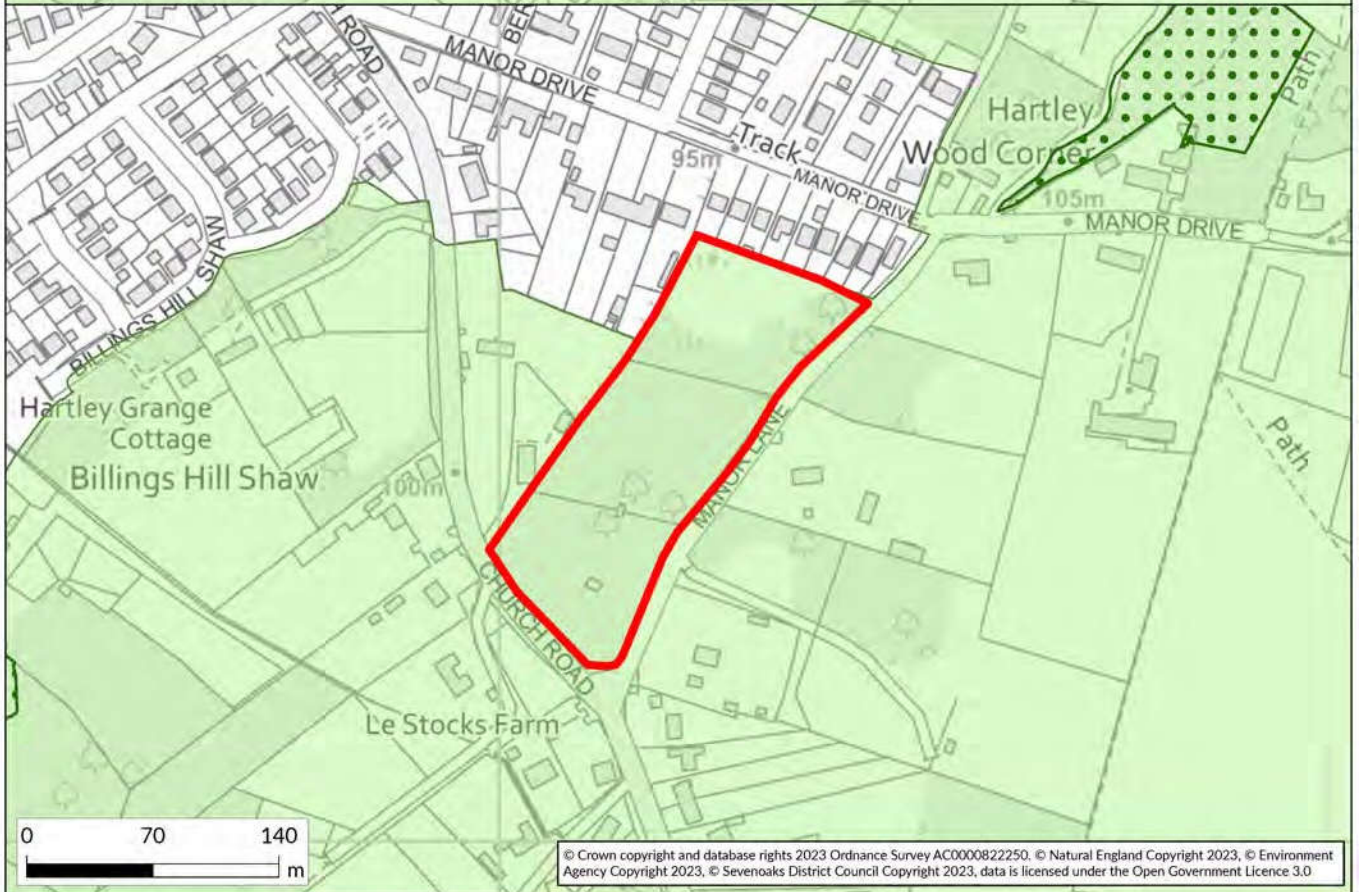 H ROAD
MANOR DRIVE
BER
Hartley
Wood Corner
Path
Track
95m
MANOR DRIVE
105m
MANOR DRIVE
BILLINGS HILL SHAW
Hartley Grange
Cottage
Billings Hill Shaw
100m
MANOR LANE
Path
CHURCH ROAD
Le Stocks Farm
0 70 140
m
© Crown copyright and database rights 2023 Ordnance Survey AC0000822250, © Natural England Copyright 2023, © Environment
Agency Copyright 2023, © Sevenoaks District Council Copyright 2023, data is licensed under the Open Government Licence 3.0